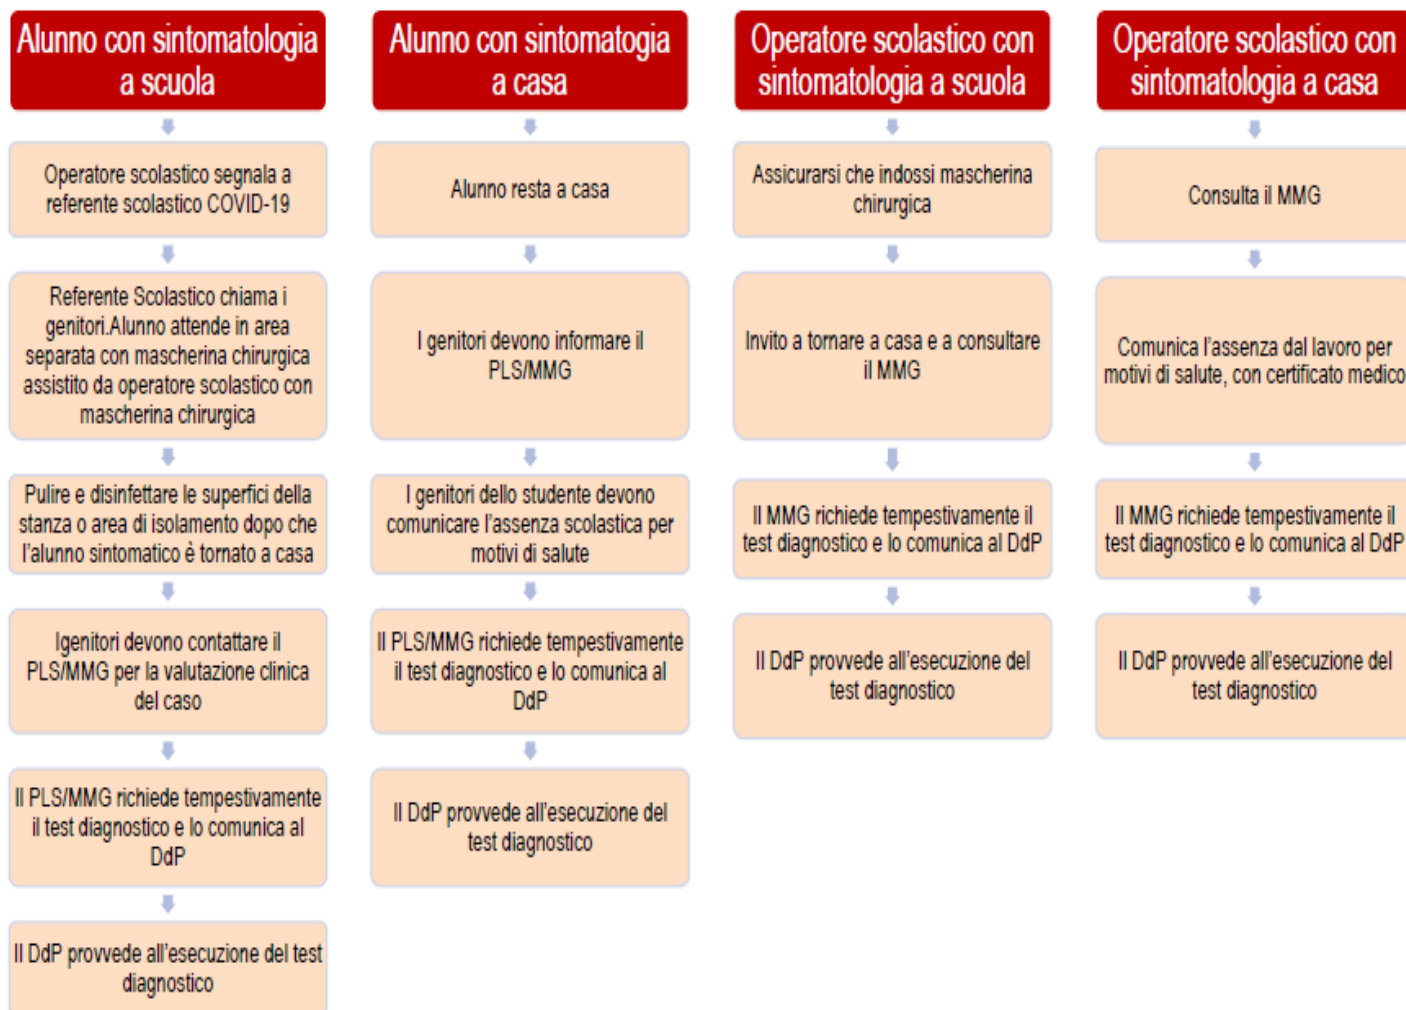 Alunno con sintomatologia
a scuola
Operatore scolastico segnala a
referente scolastico COVID-19
Referente Scolastico chiama i
genitori.Alunno attende in area
separata con mascherina chirurgica
assistito da operatore scolastico con
mascherina chirurgica
Pulire e disinfettare le superfici della
stanza o area di isolamento dopo che
l'alunno sintomatico è tornato a casa
Igenitori devono contattare il
PLS/MMG per la valutazione clinica
del caso
Il PLS/MMG richiede tempestivamente
il test diagnostico e lo comunica al
DdP
Il DdP provvede all'esecuzione del test
diagnostico
Alunno con sintomatogia
a casa
Alunno resta a casa
I genitori devono informare il
PLS/MMG
I genitori dello studente devono
comunicare l'assenza scolastica per
motivi di salute
Il PLS/MMG richiede tempestivamente
il test diagnostico e lo comunica al
DdP
Il DdP provvede all'esecuzione del
test diagnostico
Operatore scolastico con
sintomatologia a scuola
Assicurarsi che indossi mascherina
chirurgica
Invito a tornare a casa e a consultare
il MMG
Il MMG richiede tempestivamente il
test diagnostico e lo comunica al DdP
Il DdP provvede all'esecuzione del
test diagnostico
Operatore scolastico con
sintomatologia a casa
Consulta il MMG
Comunica l'assenza dal lavoro per
motivi di salute, con certificato medico
Il MMG richiede tempestivamente il
test diagnostico e lo comunica al DdP
Il DdP provvede all'esecuzione del
test diagnostico